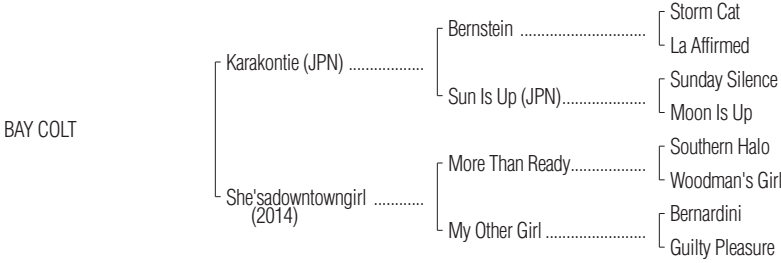 Storm Cat
Bernstein ..............................
La Affirmed
Karakontie (JPN) ..................
Sunday Silence
Sun Is Up (JPN)....................
Moon Is Up
BAY COLT
Southern Halo
More Than Ready..................
Woodman's Girl
She'sadowntowngirl ............
(2014)
Bernardini
My Other Girl ........................
Guilty Pleasure